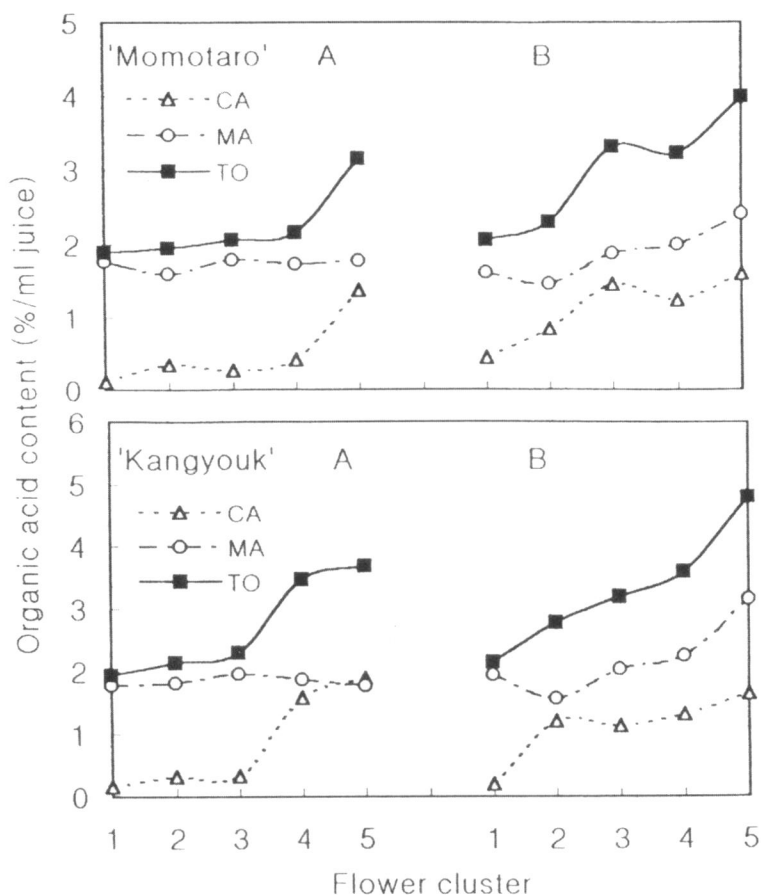 Organic acid content (%/ml juice)
5
4
3
2
1
0
'Momotaro' A B
CA
MA
TO
6
5
4
3
2
1
0
'Kangyouk' A B
CA
MA
TO
1 2 3 4 5 1 2 3 4 5
Flower cluster